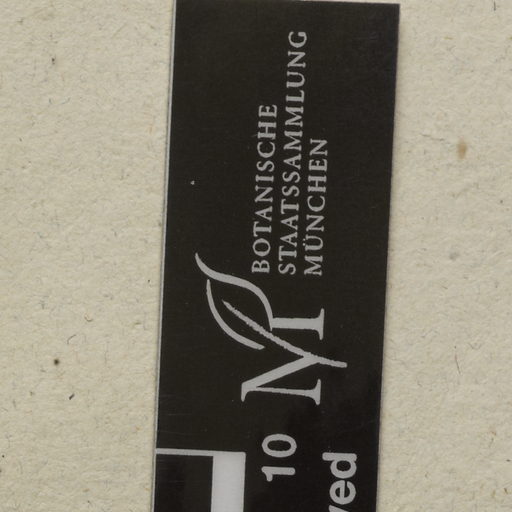 BOTANISCHE
STAATSSAMMLUNG
MÜNCHEN
M
10
ved